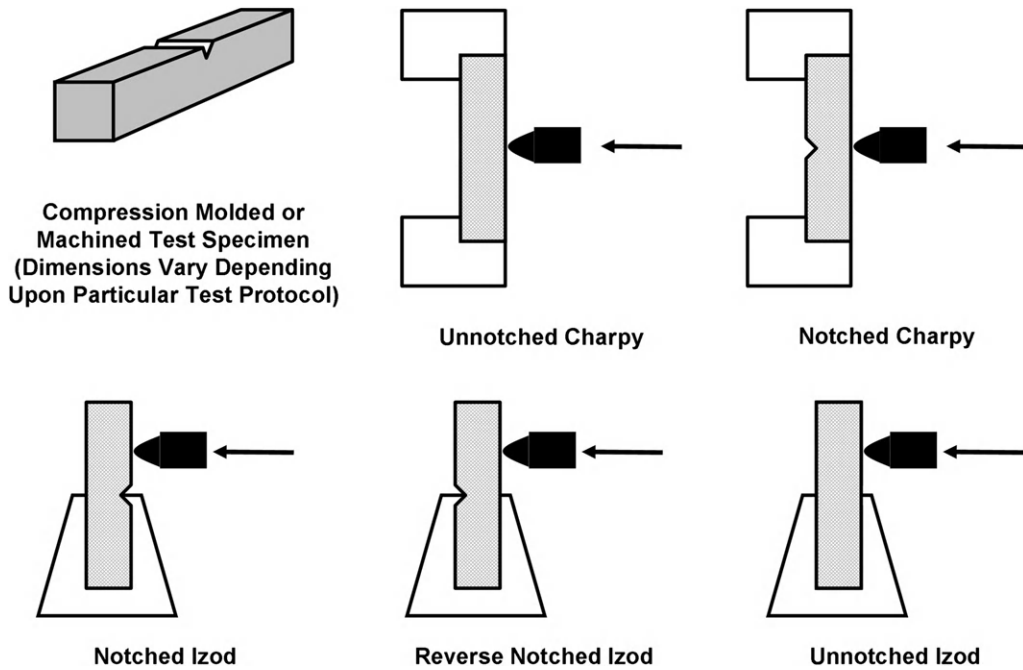 Compression Molded or
Machined Test Specimen
(Dimensions Vary Depending
Upon Particular Test Protocol)
Unnotched Charpy
Notched Charpy
Notched Izod
Reverse Notched Izod
Unnotched Izod